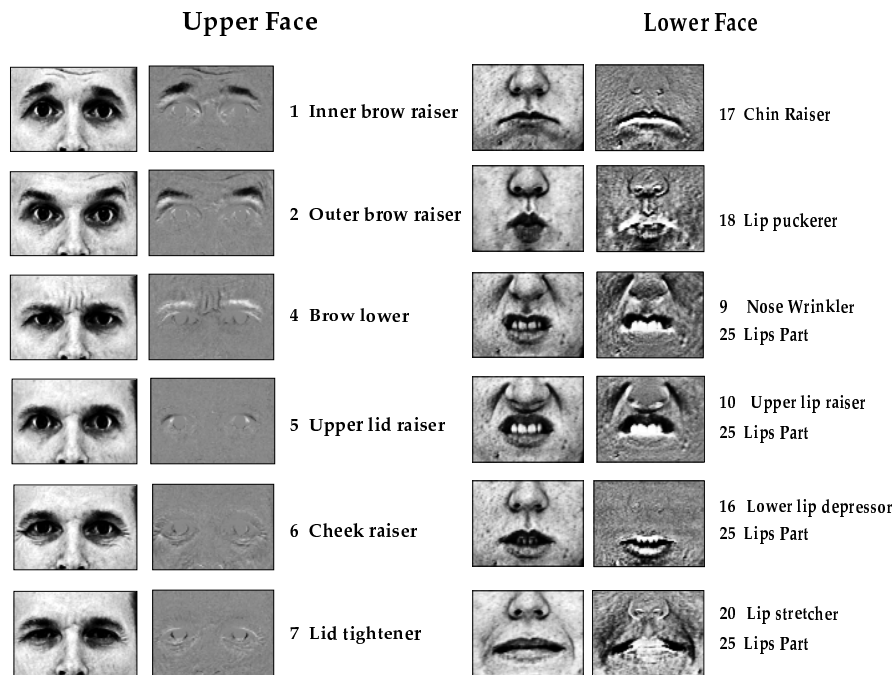 Upper Face
1 Inner brow raiser
2 Outer brow raiser
4 Brow lower
5 Upper lid raiser
6 Cheek raiser
7 Lid tightener
Lower Face
17 Chin Raiser
18 Lip puckerer
9 Nose Wrinkler
25 Lips Part
10 Upper lip raiser
25 Lips Part
16 Lower lip depressor
25 Lips Part
20 Lip stretcher
25 Lips Part